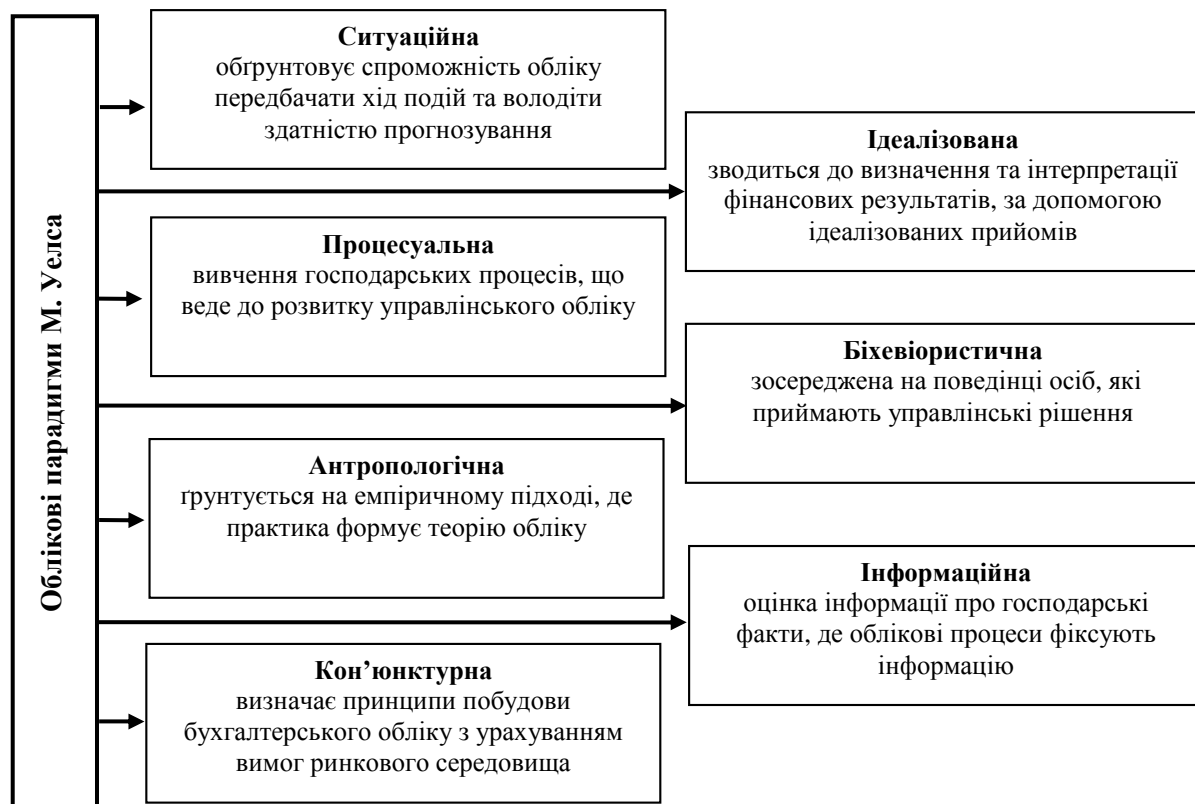 Облікові парадигми М. Уелса
Ситуаційна
обґрунтовує спроможність обліку
передбачати хід подій та володіти
здатністю прогнозування
Ідеалізована
зводиться до визначення та інтерпретації
фінансових результатів, за допомогою
ідеалізованих прийомів
Процесуальна
вивчення господарських процесів, що
веде до розвитку управлінського обліку
Біхевіористична
зосереджена на поведінці осіб, які
приймають управлінські рішення
Антропологічна
ґрунтується на емпіричному підході, де
практика формує теорію обліку
Інформаційна
оцінка інформації про господарські
факти, де облікові процеси фіксують
інформацію
Кон’юнктурна
визначає принципи побудови
бухгалтерського обліку з урахуванням
вимог ринкового середовища